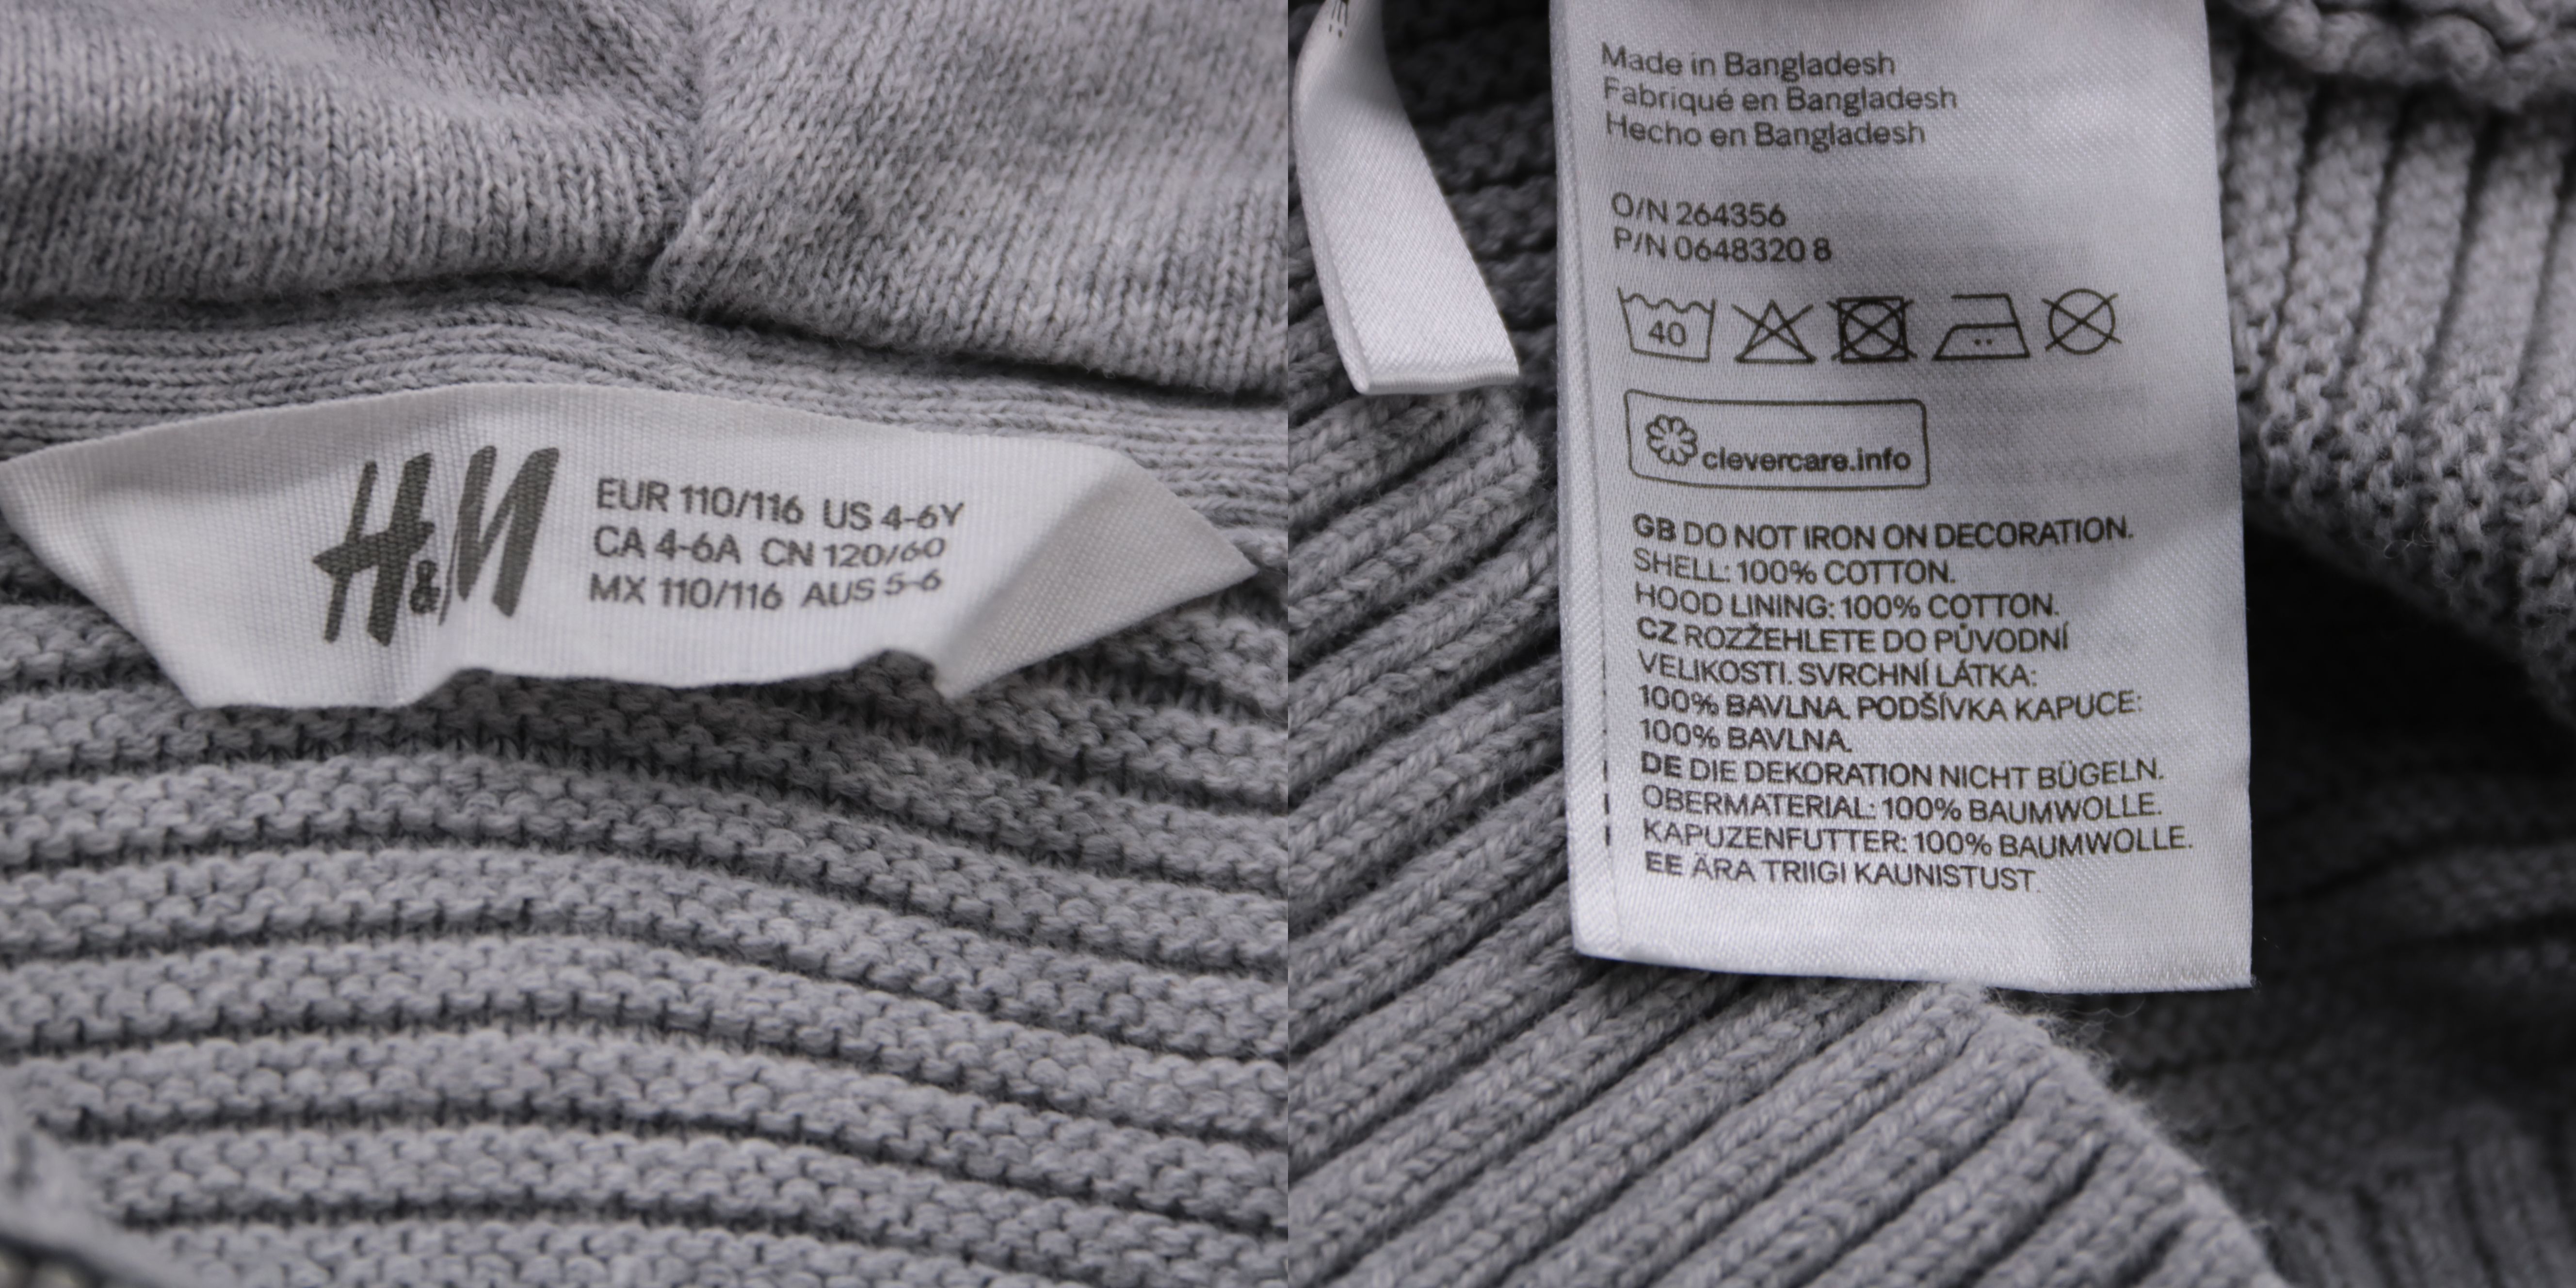 H&M
EUR 110/116 US 4-6Y
CA 4-6A CN 120/60
MX 110/116 AUS 5-6
Made in Bangladesh
Fabriqué en Bangladesh
Hecho en Bangladesh
O/N 264356
P/N 0648320 8
40
clevercare.info
GB DO NOT IRON ON DECORATION.
SHELL: 100% COTTON.
HOOD LINING: 100% COTTON.
CZ ROZŽEHLETE DO PŮVODNÍ
VELIKOSTI. SVRCHNÍ LÁTKA:
100% BAVLNA. PODŠÍVKA KAPUCE:
100% BAVLNA.
DE DIE DEKORATION NICHT BÜGELN.
OBERMATERIAL: 100% BAUMWOLLE.
KAPUZENFUTTER: 100% BAUMWOLLE.
EE ÄRA TRIIGI KAUNISTUST